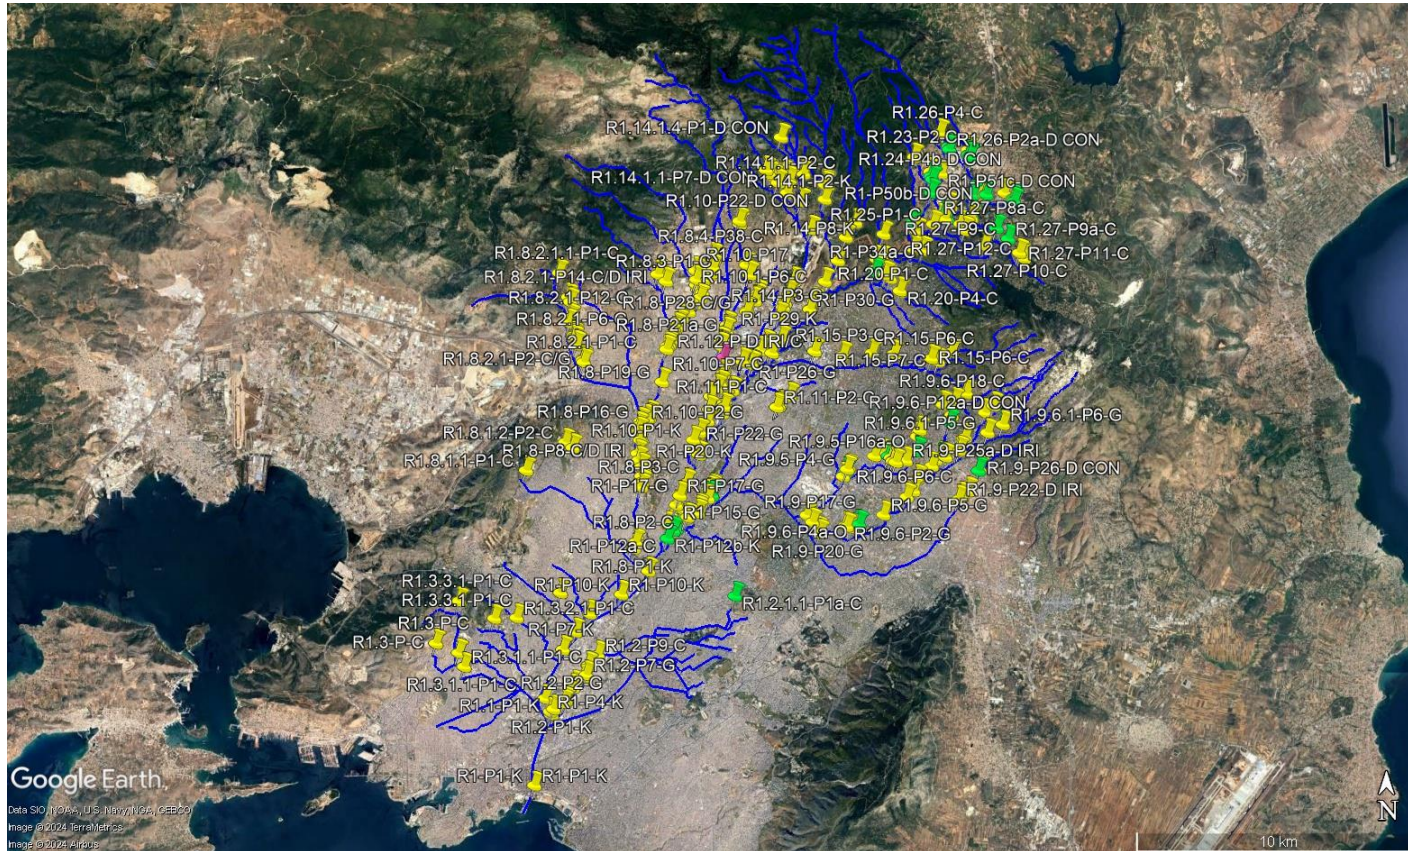 R1.26-P4-C
R1.14.1.4-P1-D CON
R1.23-P2-C
R1.26-P2a-D CON
R1.24-P4b-D CON
R1.14.1.1-P2-C
R1.14.1.1-P7-D CON
R1.14.1-P2-K
R1-P51c-D CON
R1-P50b-D CON
R1.10-P22-D CON
R1.27-P8a-C
R1.25-P1-C
R1.14-P8-K
R1.27-P9-C
R1.27-P9a-C
R1.8.4-P38-C
R1.8.2.1.1-P1-C
R1.8.3-P1-C
R1.10-P17
R1-P34a-C
R1.27-P12-C
R1.27-P11-C
R1.27-P10-C
R1.8.2.1-P14-C/D IRI
R1.10.1-P6-C
R1.20-P1-C
R1.8.2.1-P12-C
R1.8-P28-C/G
R1.14-P3-G
R1-P30-G
R1.20-P4-C
R1.8.2.1-P6-G
R1.8-P21a-G
R1-P29-K
R1.8.2.1-P1-C
R1.12-P-D IRI/C
R1.15-P3-C
R1.15-P6-C
R1.8.2.1-P2-C/G
R1.8-P19-G
R1.10-P7-C
R1-P26-G
R1.15-P7-C
R1.15-P6-C
R1.11-P1-C
R1.11-P2-C
R1.9.6-P18-C
R1.9.6-P12a-D CON
R1.8-P16-G
R1.10-P2-G
R1.9.6.1-P5-G
R1.9.6.1-P6-G
R1.8.1.2-P2-C
R1.10-P1-K
R1-P22-G
R1.9.5-P16a-O
R1.8-P8-C/D IRI
R1-P20-K
R1.9-P25a-D IRI
R1.8.1.1-P1-C
R1.8-P3-C
R1.9.5-P4-G
R1.9.6-P6-C
R1.9-P26-D CON
R1-P17-G
R1-P17-G
R1.9-P22-D IRI
R1-P15-G
R1.9-P17-G
R1.9.6-P5-G
R1.8-P2-C
R1.9.6-P4a-O
R1.9.6-P2-G
R1-P12a-C
R1-P12b-K
R1.9-P20-G
R1.8-P1-K
R1.3.3.1-P1-C
R1-P10-K
R1-P10-K
R1.3.3.1-P1-C
R1.3.2.1-P1-C
R1.2.1.1-P1a-C
R1.3-P-C
R1-P7-K
R1.3-P-C
R1.2-P9-C
R1.3.1.1-P1-C
R1.2-P7-G
R1.3.1.1-P1-C
R1.2-P2-G
R1.1-P1-K
R1-P4-K
R1.2-P1-K
R1-P1-K
R1-P1-K
Google Earth
Data SIO, NOAA, U.S. Navy, NGA, GEBCO
Image © 2024 TerraMetrics
Image © 2024 Airbus
N
10 km